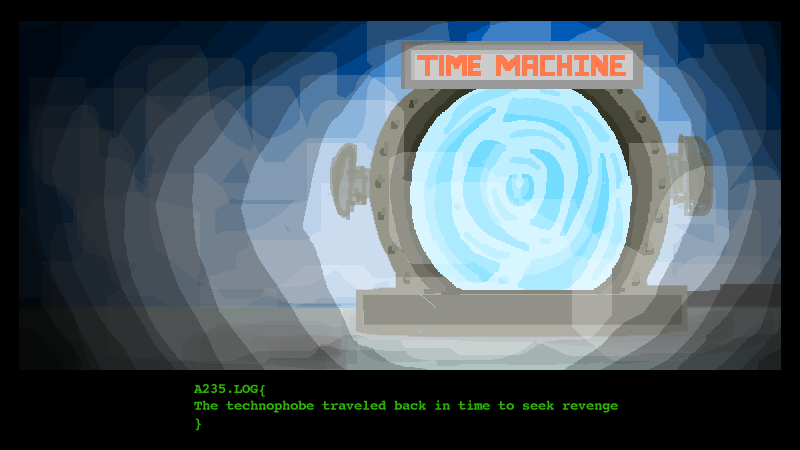 TIME MACHINE
A235.LOG{
The technophobe traveled back in time to seek revenge
}